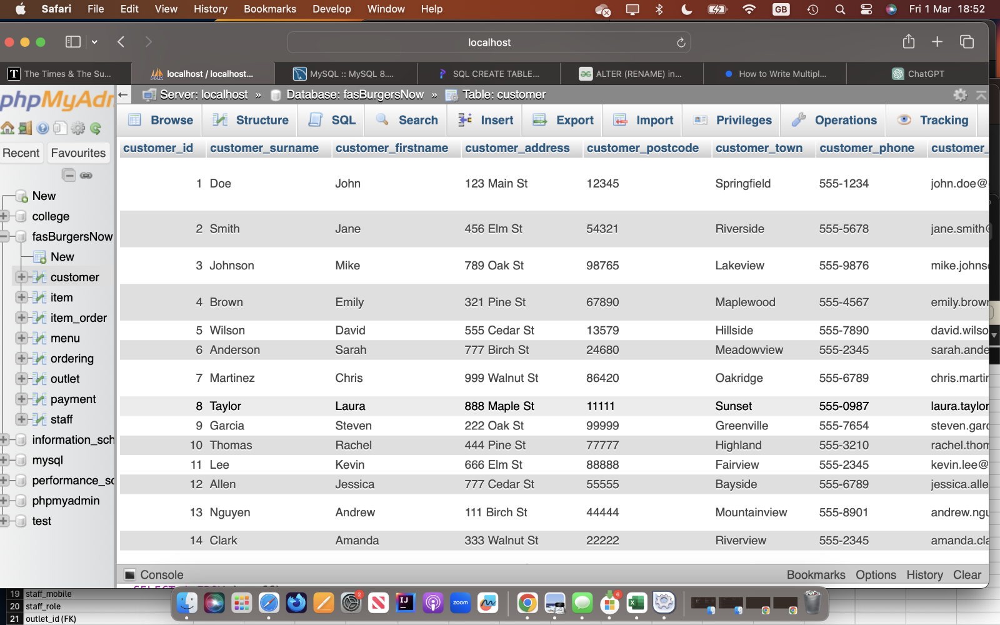 Safari File Edit View History Bookmarks Develop Window Help GB Fri 1 Mar 18:52
localhost
T The Times & The Su... localhost / localhost... MySQL :: MySQL 8.... SQL CREATE TABLE... ALTER (RENAME) in... How to Write Multipl... ChatGPT
phpMyAdm
Server: localhost » Database: fasBurgersNow » Table: customer
Browse Structure SQL Search Insert Export Import Privileges Operations Tracking
Recent Favourites
New
college
fasBurgersNow
New
customer
item
item_order
menu
ordering
outlet
payment
staff
information_sch
mysql
performance_sc
phpmyadmin
test
customer_id customer_surname customer_firstname customer_address customer_postcode customer_town customer_phone customer_
1 Doe John 123 Main St 12345 Springfield 555-1234 john.doe@
2 Smith Jane 456 Elm St 54321 Riverside 555-5678 jane.smith@
3 Johnson Mike 789 Oak St 98765 Lakeview 555-9876 mike.johns
4 Brown Emily 321 Pine St 67890 Maplewood 555-4567 emily.brown
5 Wilson David 555 Cedar St 13579 Hillside 555-7890 david.wilso
6 Anderson Sarah 777 Birch St 24680 Meadowview 555-2345 sarah.ande
7 Martinez Chris 999 Walnut St 86420 Oakridge 555-6789 chris.martin
8 Taylor Laura 888 Maple St 11111 Sunset 555-0987 laura.taylor
9 Garcia Steven 222 Oak St 99999 Greenville 555-7654 steven.garc
10 Thomas Rachel 444 Pine St 77777 Highland 555-3210 rachel.thom
11 Lee Kevin 666 Elm St 88888 Fairview 555-2345 kevin.lee@
12 Allen Jessica 777 Cedar St 55555 Bayside 555-6789 jessica.alle
13 Nguyen Andrew 111 Birch St 44444 Mountainview 555-8901 andrew.ngu
14 Clark Amanda 333 Walnut St 22222 Riverview 555-2345 amanda.cla
Console Bookmarks Options History Clear
19 staff_mobile
20 staff_role
21 outlet_id (FK)
2 IJ zoom 6